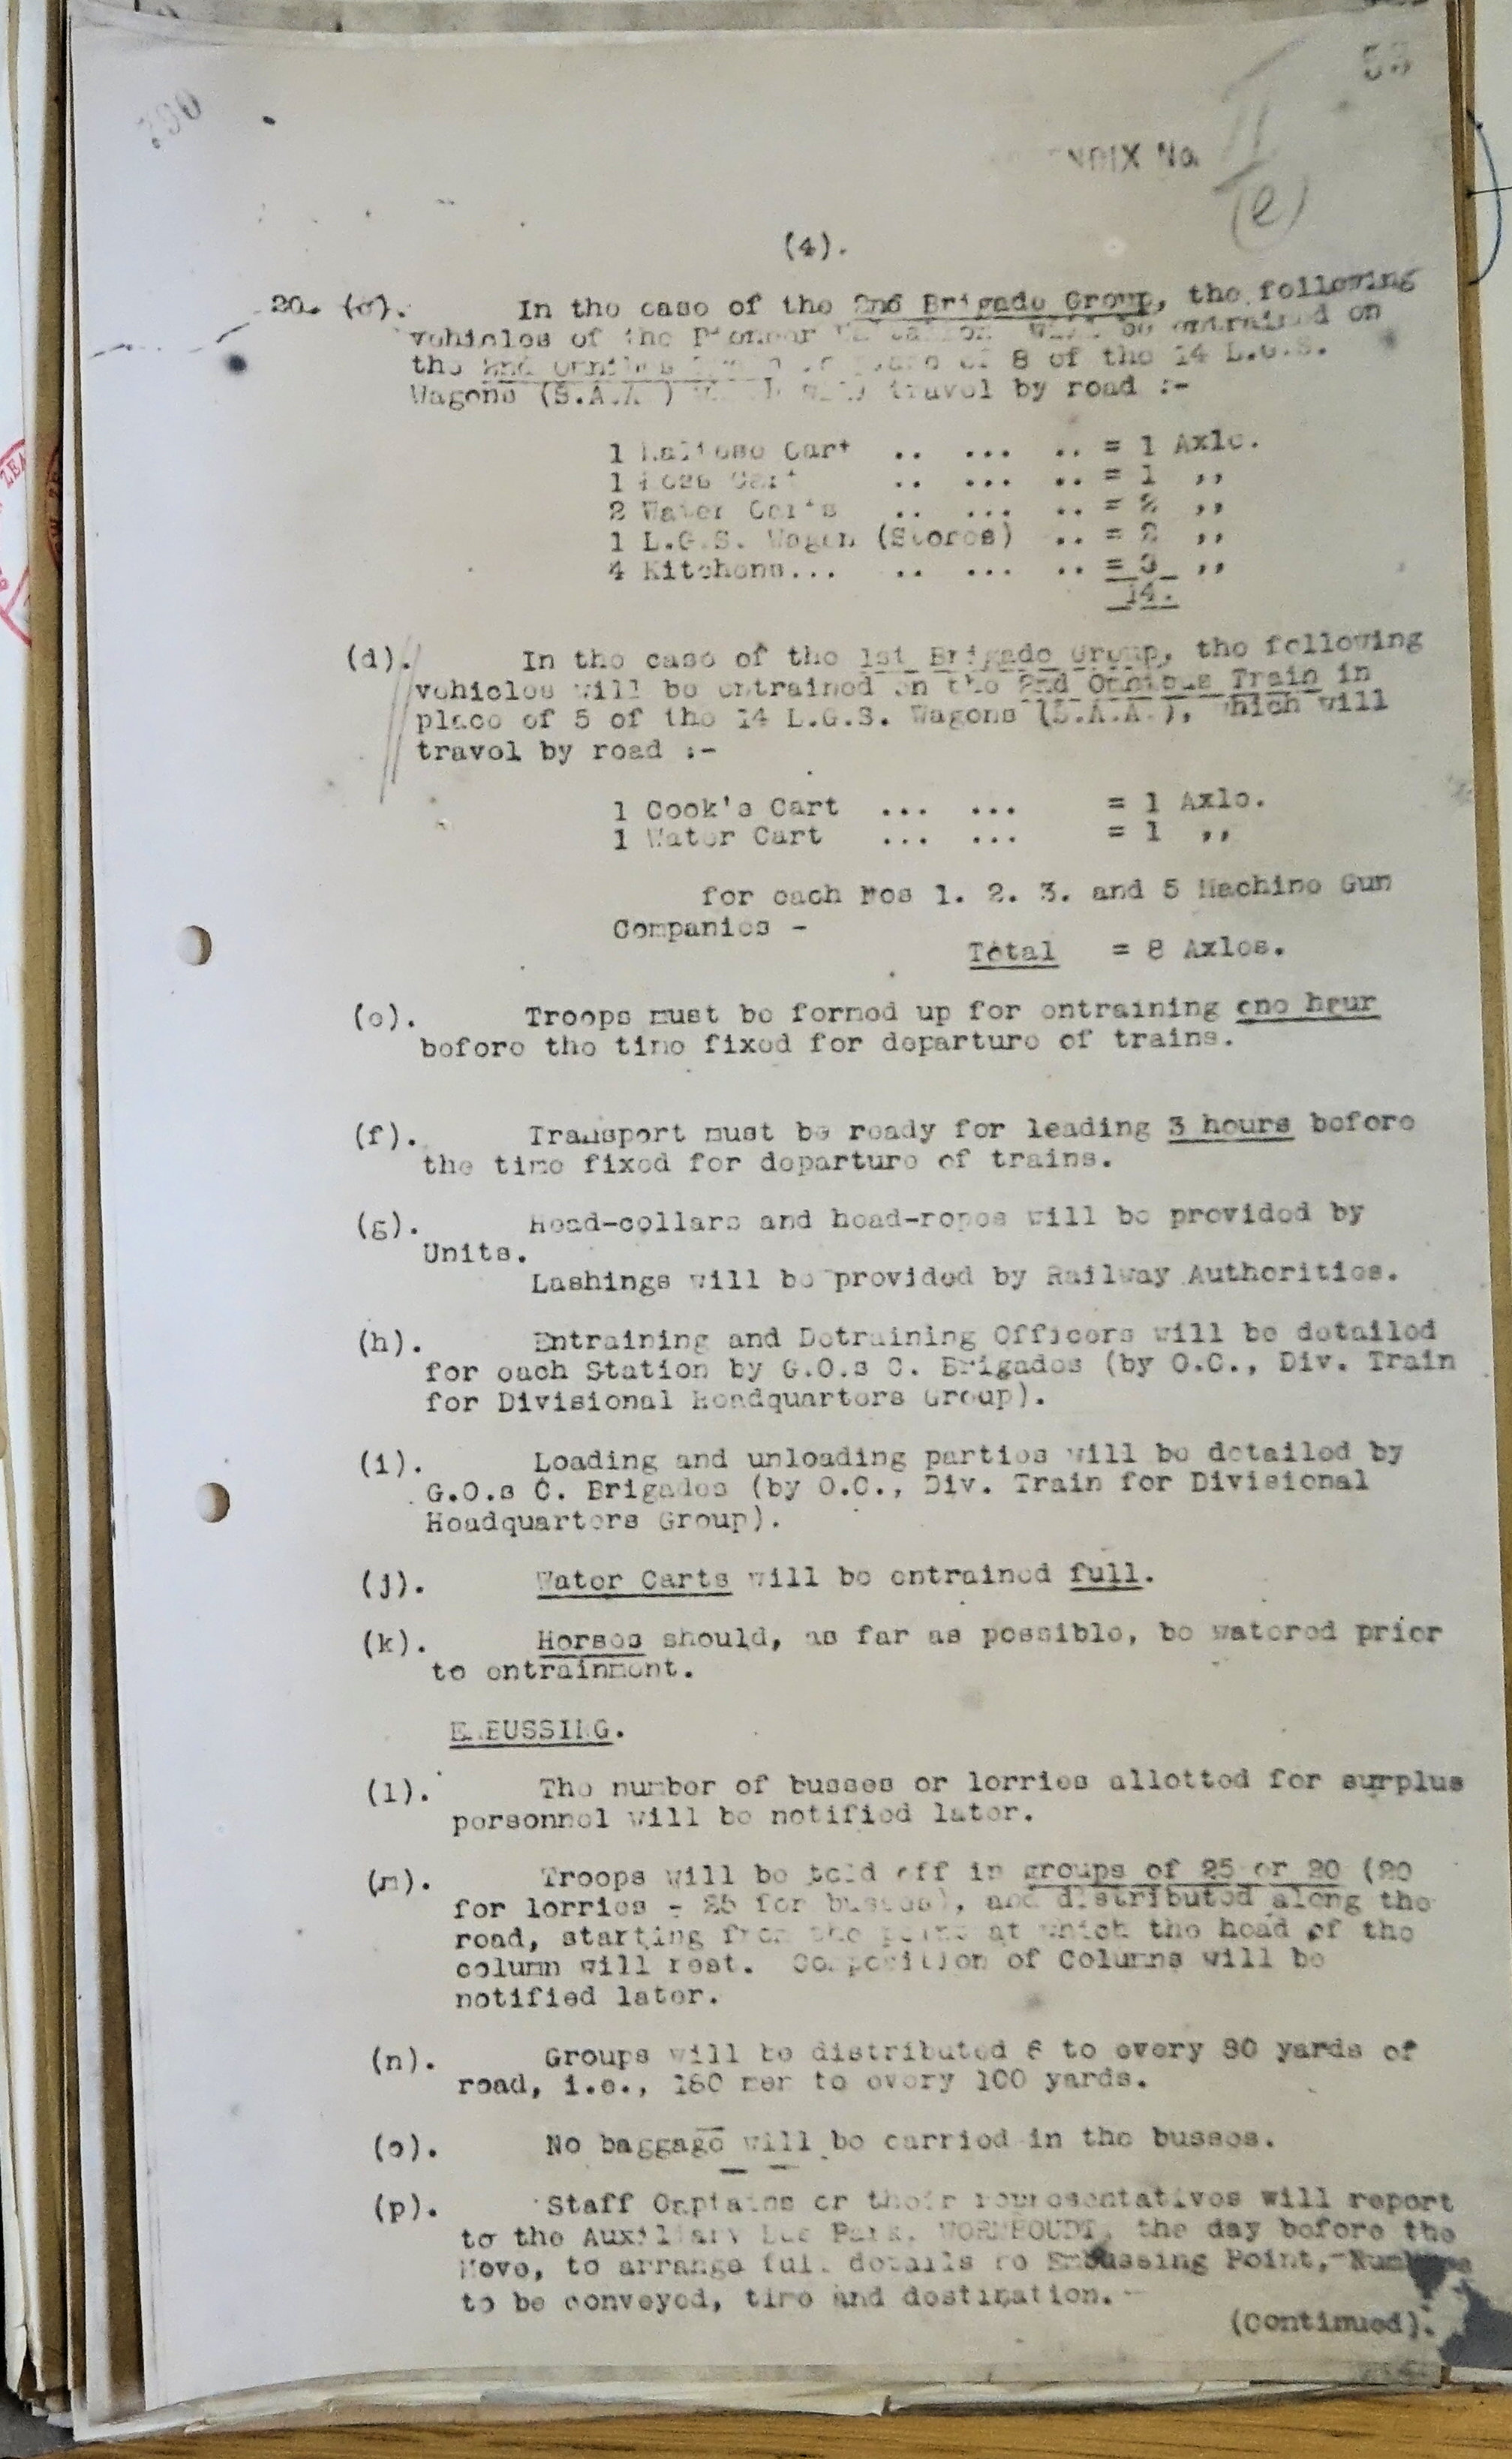 53
NDIX No. II
(e)
(4).
20. (c). In the case of the 2nd Brigade Group, the following
vehicles of the Pioneer Battalion will be entrained on
the 2nd Omnibus Train in place of 8 of the 14 L.G.S.
Wagons (S.A.A.) which will travel by road :-
1 Maltese Cart .. ... .. = 1 Axle.
1 Mess Cart .. ... .. = 1 ,,
2 Water Carts .. ... .. = 2 ,,
1 L.G.S. Wagon (Stores) .. = 2 ,,
4 Kitchens... .. ... .. = ,,
14.
(d). In the case of the 1st Brigade Group, the following
vehicles will be entrained on the 2nd Omnibus Train in
place of 5 of the 14 L.G.S. Wagons (S.A.A.), which will
travel by road :-
1 Cook's Cart ... ... = 1 Axle.
1 Water Cart ... ... = 1 ,,
for each Nos 1. 2. 3. and 5 Machine Gun
Companies -
Total = 8 Axles.
(e). Troops must be formed up for entraining one hour
before the time fixed for departure of trains.
(f). Transport must be ready for loading 3 hours before
the time fixed for departure of trains.
(g). Head-collars and head-ropes will be provided by
Units.
Lashings will be provided by Railway Authorities.
(h). Entraining and Detraining Officers will be detailed
for each Station by G.O.s C. Brigades (by O.C., Div. Train
for Divisional Headquarters Group).
(i). Loading and unloading parties will be detailed by
G.O.s C. Brigades (by O.C., Div. Train for Divisional
Headquarters Group).
(j). Water Carts will be entrained full.
(k). Horses should, as far as possible, be watered prior
to entrainment.
EMBUSSING.
(l). The number of busses or lorries allotted for surplus
personnel will be notified later.
(m). Troops will be told off in groups of 25 or 20 (20
for lorries - 25 for busses), and distributed along the
road, starting from the point at which the head of the
column will rest. Composition of Columns will be
notified later.
(n). Groups will be distributed 6 to every 80 yards of
road, i.e., 180 men to every 100 yards.
(o). No baggage will be carried in the busses.
(p). Staff Captains or their representatives will report
to the Auxiliary Bus Park, WORMHOUDT, the day before the
Move, to arrange full details re Embussing Point, Numbers
to be conveyed, time and destination.
(Continued).